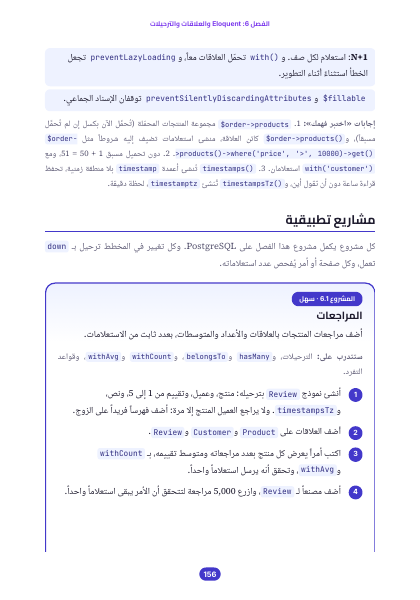 الفصل 6: Eloquent والعلاقات والترحيلات
N+1: استعلام لكل صف. و with() تحمّل العلاقات معاً، و preventLazyLoading تجعل
الخطأ استثناءً أثناء التطوير.
$fillable و preventSilentlyDiscardingAttributes توقفان الإسناد الجماعي.
إجابات «اختبر فهمك»: 1. $order->products مجموعة المنتجات المحمّلة (تُحمَّل الآن بكسل إن لم تُحمَّل
مسبقاً)، و $order->products() كائن العلاقة، منشئ استعلامات تضيف إليه شروطاً مثل $order-
>products()->where('price', '>', 10000)->get(). 2. دون تحميل مسبق 1 + 50 = 51، ومع
with('customer') استعلامان. 3. timestamps() تنشئ أعمدة timestamp بلا منطقة زمنية، تحفظ
قراءة ساعة دون أن تقول أين، و timestampsTz() تنشئ timestamptz، لحظة دقيقة.
مشاريع تطبيقية
كل مشروع يكمل مشروع هذا الفصل على PostgreSQL. وكل تغيير في المخطط ترحيل بـ down
تعمل، وكل صفحة أو أمر يُفحص عدد استعلاماته.
المشروع 6.1 · سهل
المراجعات
أضف مراجعات المنتجات بالعلاقات والأعداد والمتوسطات، بعدد ثابت من الاستعلامات.
ستتدرب على: الترحيلات، و hasMany و belongsTo، و withCount و withAvg، وقواعد
التفرد.
1 أنشئ نموذج Review بترحيله: منتج، وعميل، وتقييم من 1 إلى 5، ونص،
و timestampsTz. ولا يراجع العميل المنتج إلا مرة: أضف فهرساً فريداً على الزوج.
2 أضف العلاقات على Product و Customer و Review.
3 اكتب أمراً يعرض كل منتج بعدد مراجعاته ومتوسط تقييمه، بـ withCount
و withAvg، وتحقق أنه يرسل استعلاماً واحداً.
4 أضف مصنعاً لـ Review، وازرع 5,000 مراجعة لتتحقق أن الأمر يبقى استعلاماً واحداً.
156